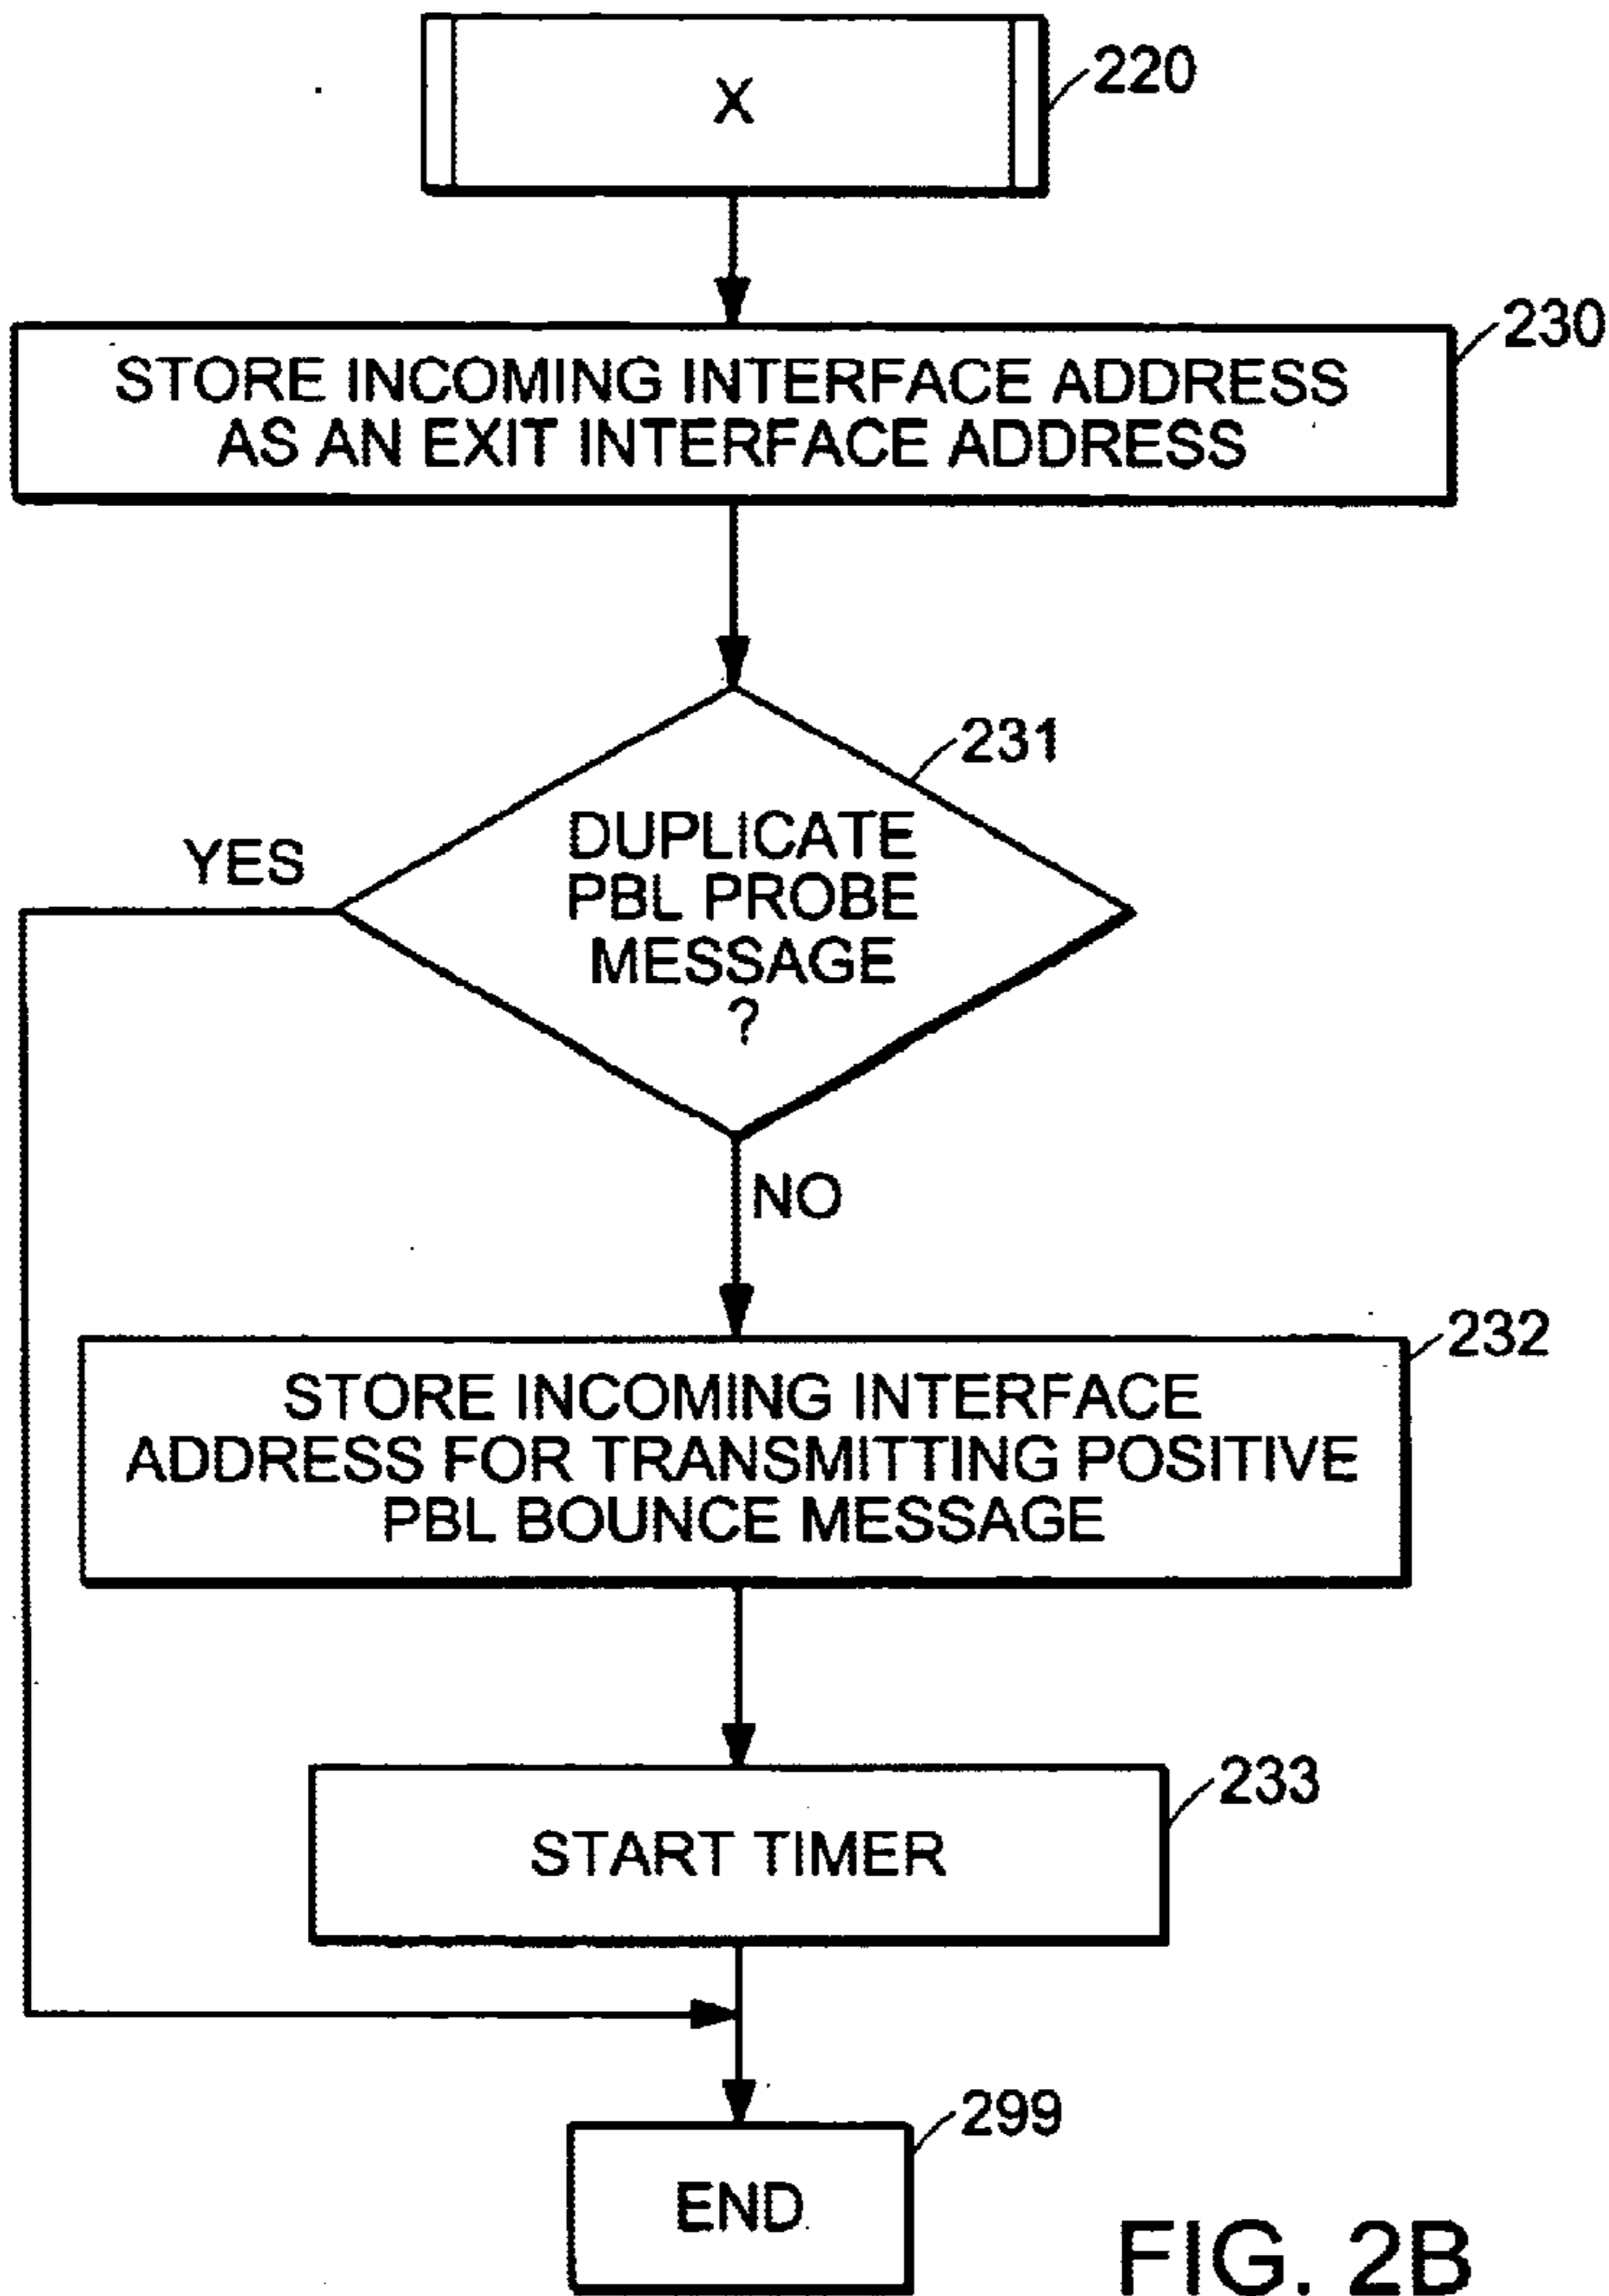 X
220
230
STORE INCOMING INTERFACE ADDRESS
AS AN EXIT INTERFACE ADDRESS
231
DUPLICATE
PBL PROBE
MESSAGE
?
YES
NO
232
STORE INCOMING INTERFACE
ADDRESS FOR TRANSMITTING POSITIVE
PBL BOUNCE MESSAGE
233
START TIMER
299
END
FIG. 2B